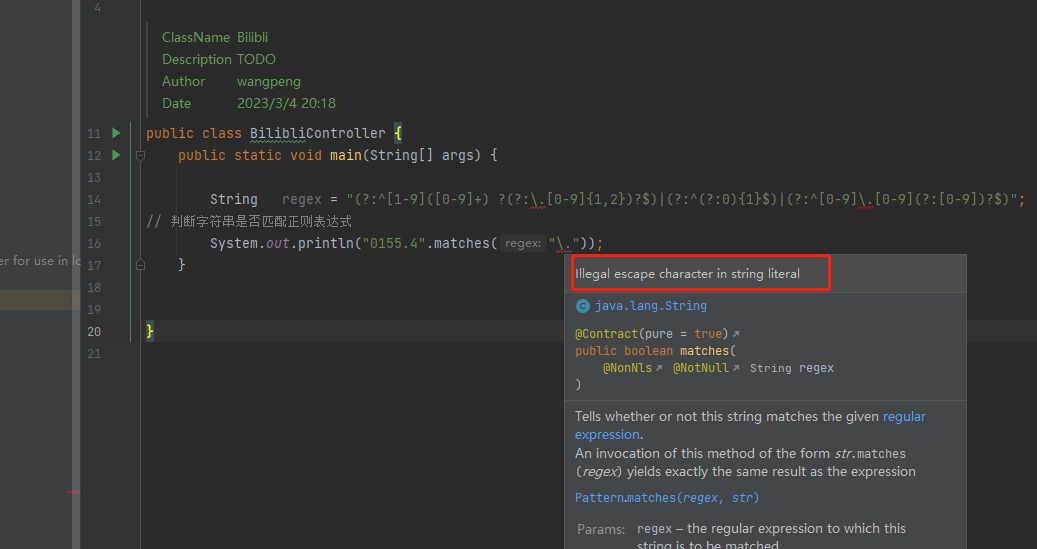 4
ClassName Bilibli
Description TODO
Author wangpeng
Date 2023/3/4 20:18
11 public class BilibliController {
12 public static void main(String[] args) {
13
14 String regex = "(?:^[1-9]([0-9]+) ?(?:\.[0-9]{1,2})?$)|(?:^(?:0){1}$)|(?:^[0-9]\.[0-9](?:[0-9])?$)";
15 // 判断字符串是否匹配正则表达式
16 System.out.println("0155.4".matches( regex: "\."));
17 }
er for use in lo
18
Illegal escape character in string literal
19
20 }
21
C java.lang.String
@Contract(pure = true)
public boolean matches(
@NonNls @NotNull String regex
)
Tells whether or not this string matches the given regular
expression.
An invocation of this method of the form str.matches
(regex) yields exactly the same result as the expression
Pattern.matches(regex, str)
Params: regex – the regular expression to which this
string is to be matched